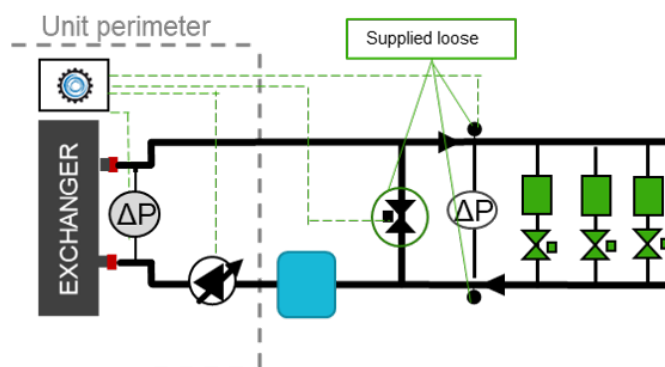 Unit perimeter
Supplied loose
EXCHANGER
ΔP
ΔP